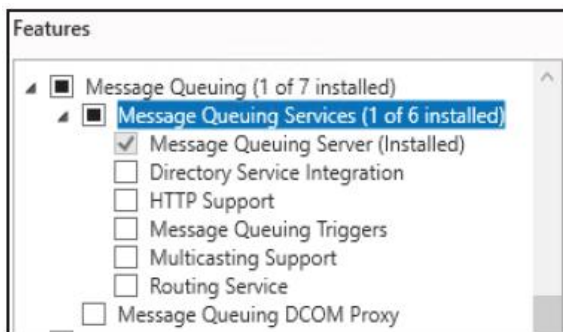 Features
Message Queuing (1 of 7 installed)
Message Queuing Services (1 of 6 installed)
Message Queuing Server (Installed)
Directory Service Integration
HTTP Support
Message Queuing Triggers
Multicasting Support
Routing Service
Message Queuing DCOM Proxy